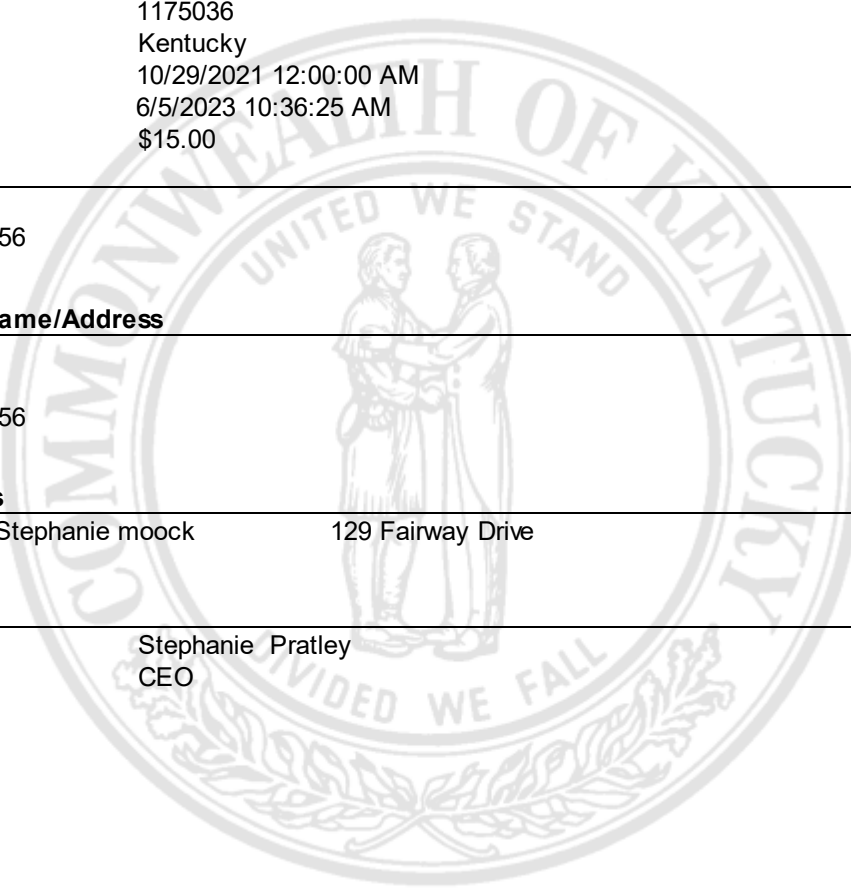 1175036
Kentucky
10/29/2021 12:00:00 AM
6/5/2023 10:36:25 AM
$15.00
COMMONWEALTH OF KENTUCKY
UNITED WE STAND
56
ame/Address
56
s
Stephanie moock 129 Fairway Drive
Stephanie Pratley
CEO
DIVIDED WE FALL